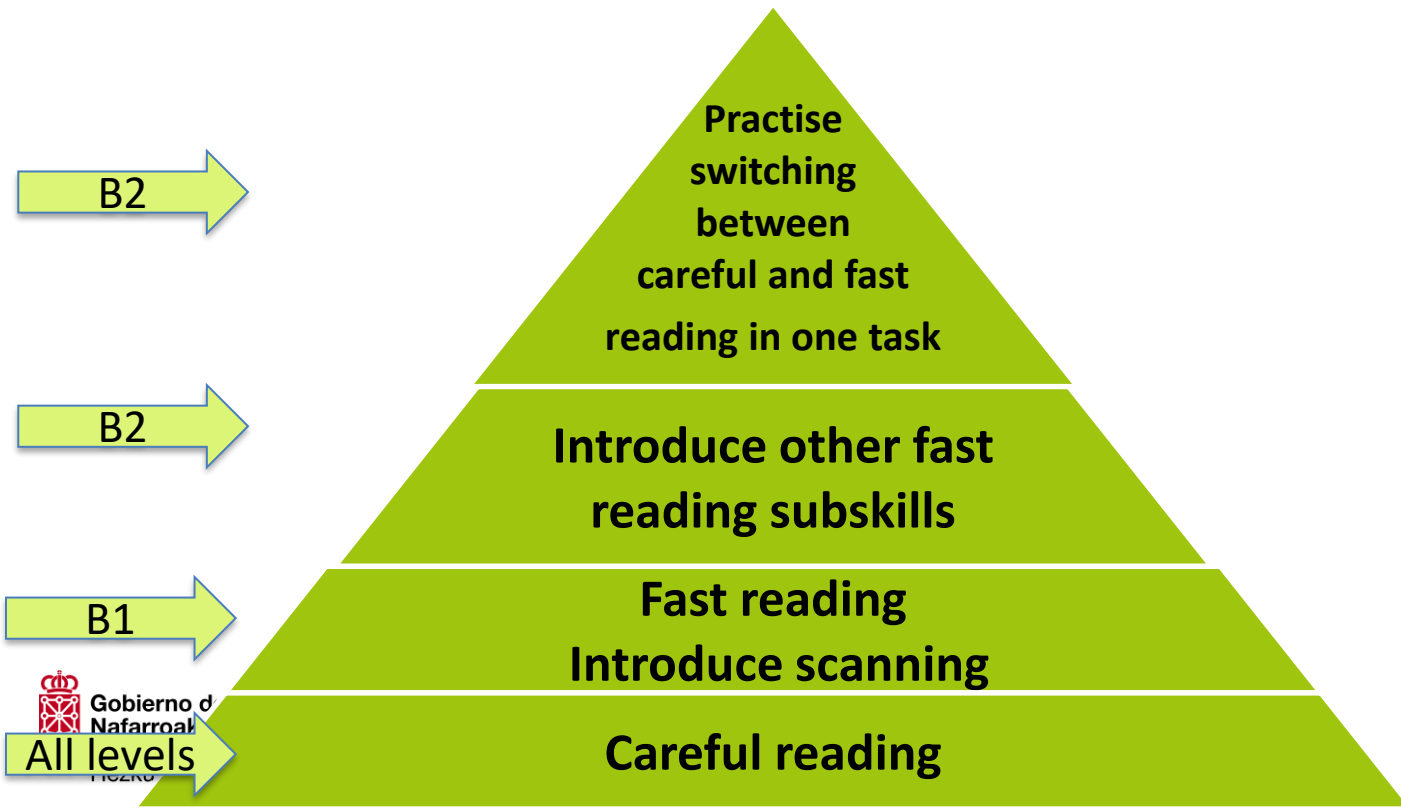 Practise
switching
between
careful and fast
reading in one task
B2
Introduce other fast
reading subskills
B2
Fast reading
Introduce scanning
B1
Gobierno d
Nafarroak
All levels
Careful reading